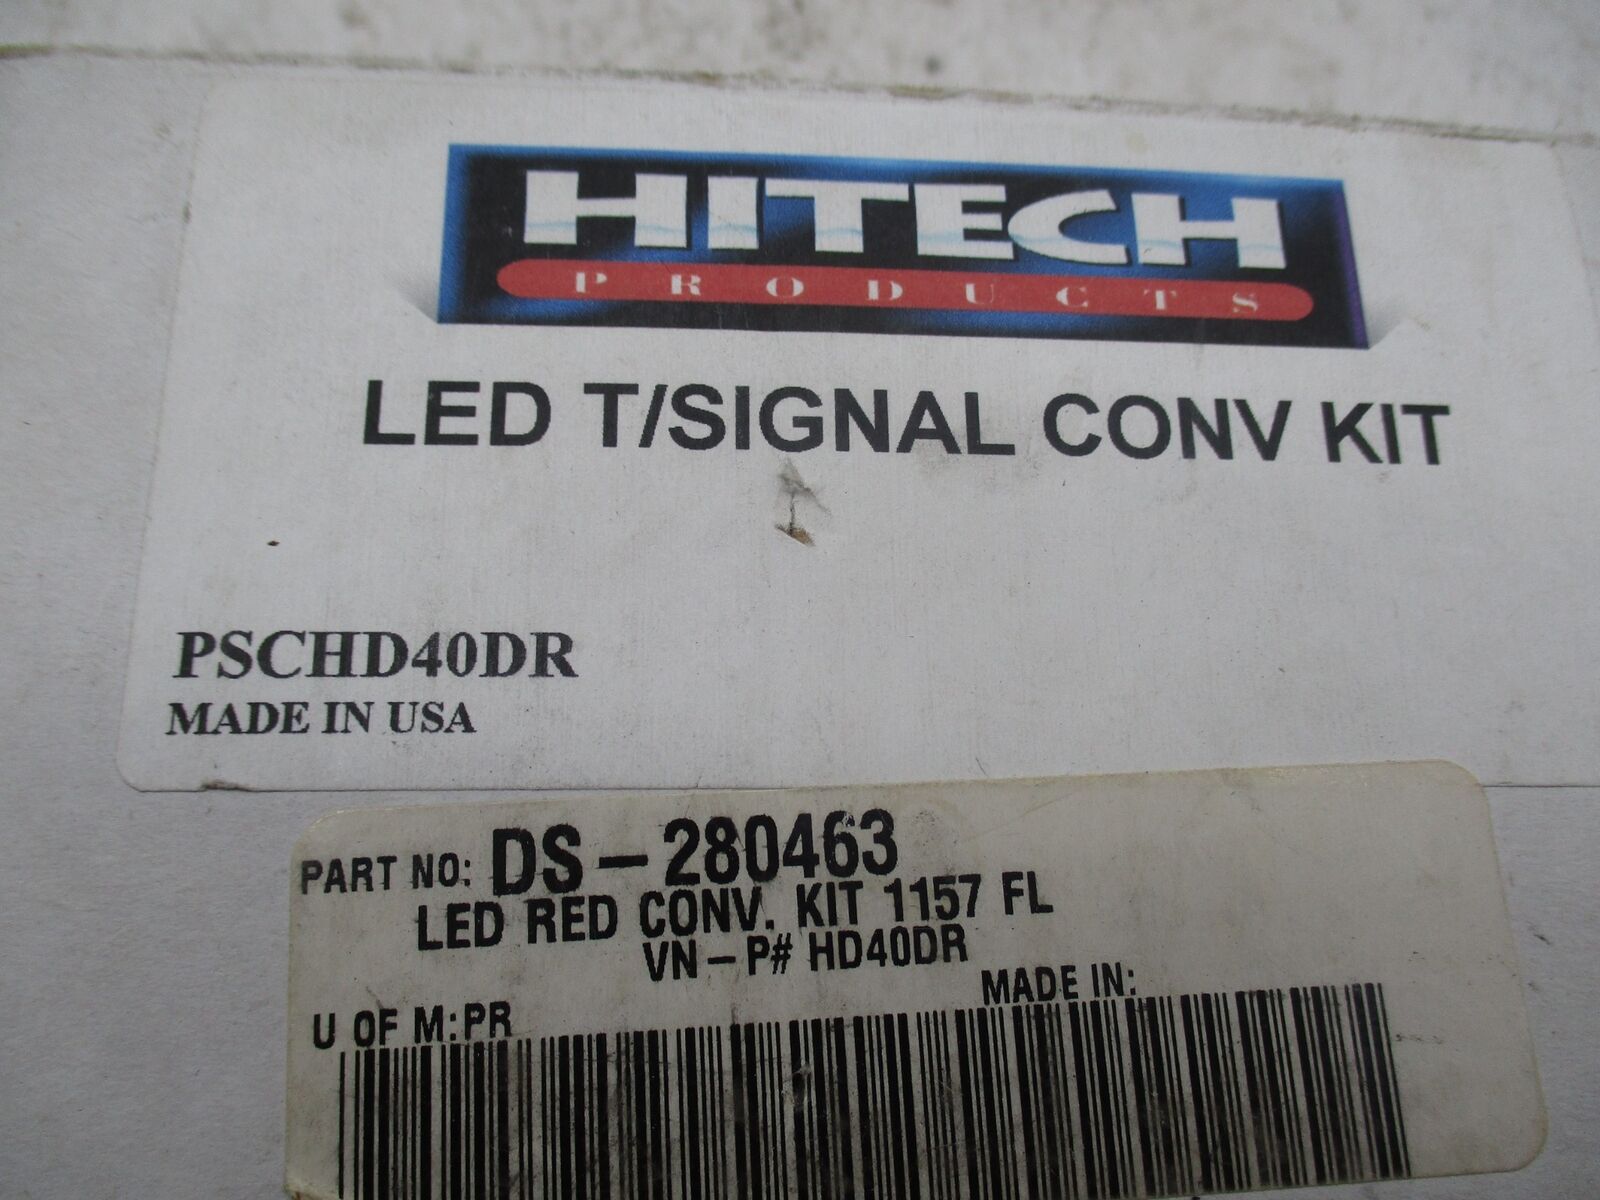 HITECH
PRODUCTS
LED T/SIGNAL CONV KIT
PSCHD40DR
MADE IN USA
PART NO: DS-280463
LED RED CONV. KIT 1157 FL
VN-P# HD40DR
MADE IN:
U OF M:PR